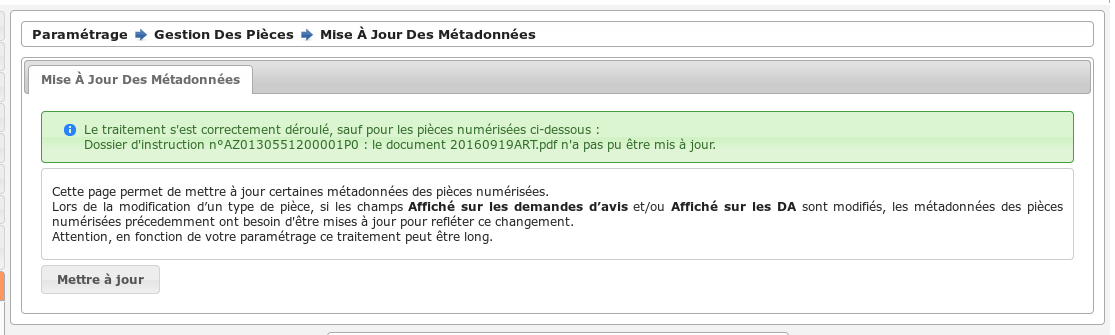 Paramétrage Gestion Des Pièces Mise À Jour Des Métadonnées
Mise À Jour Des Métadonnées
Le traitement s'est correctement déroulé, sauf pour les pièces numérisées ci-dessous :
Dossier d'instruction n°AZ0130551200001P0 : le document 20160919ART.pdf n'a pas pu être mis à jour.
Cette page permet de mettre à jour certaines métadonnées des pièces numérisées.
Lors de la modification d’un type de pièce, si les champs Affiché sur les demandes d’avis et/ou Affiché sur les DA sont modifiés, les métadonnées des pièces
numérisées précedemment ont besoin d'être mises à jour pour refléter ce changement.
Attention, en fonction de votre paramétrage ce traitement peut être long.
Mettre à jour